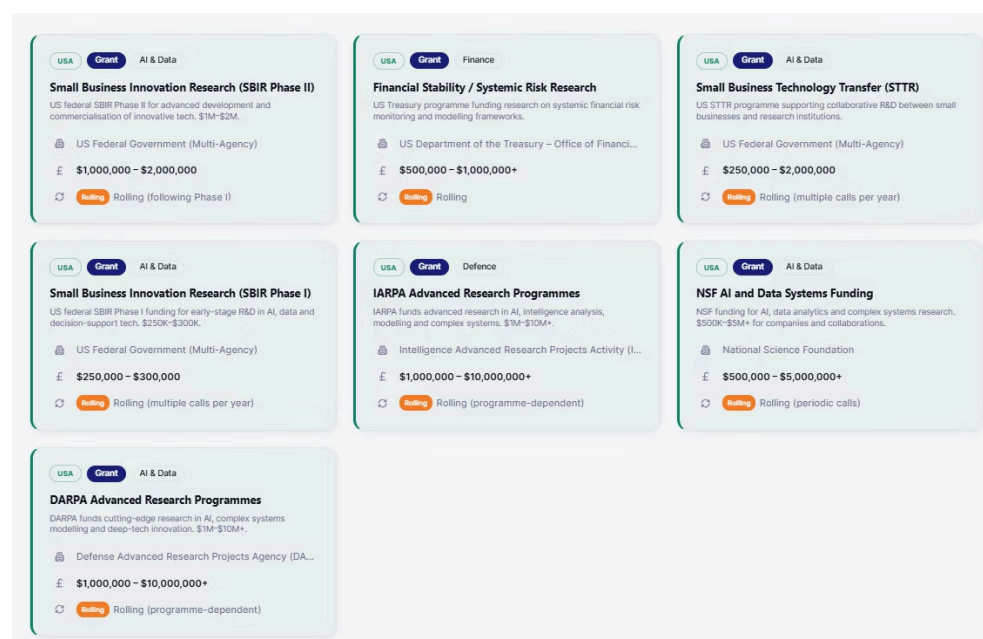 USA Grant AI & Data
Small Business Innovation Research (SBIR Phase II)
US federal SBIR Phase II for advanced development and
commercialisation of innovative tech. $1M–$2M.
US Federal Government (Multi-Agency)
£ $1,000,000 – $2,000,000
Rolling Rolling (following Phase I)
USA Grant Finance
Financial Stability / Systemic Risk Research
US Treasury programme funding research on systemic financial risk
monitoring and modelling frameworks.
US Department of the Treasury – Office of Financi...
£ $500,000 – $1,000,000+
Rolling Rolling
USA Grant AI & Data
Small Business Technology Transfer (STTR)
US STTR programme supporting collaborative R&D between small
businesses and research institutions.
US Federal Government (Multi-Agency)
£ $250,000 – $2,000,000
Rolling Rolling (multiple calls per year)
USA Grant AI & Data
Small Business Innovation Research (SBIR Phase I)
US federal SBIR Phase I funding for early-stage R&D in AI, data and
decision-support tech. $250K–$300K.
US Federal Government (Multi-Agency)
£ $250,000 – $300,000
Rolling Rolling (multiple calls per year)
USA Grant Defence
IARPA Advanced Research Programmes
IARPA funds advanced research in AI, intelligence analysis,
modelling and complex systems. $1M–$10M+.
Intelligence Advanced Research Projects Activity (I...
£ $1,000,000 – $10,000,000+
Rolling Rolling (programme-dependent)
USA Grant AI & Data
NSF AI and Data Systems Funding
NSF funding for AI, data analytics and complex systems research.
$500K–$5M+ for companies and collaborations.
National Science Foundation
£ $500,000 – $5,000,000+
Rolling Rolling (periodic calls)
USA Grant AI & Data
DARPA Advanced Research Programmes
DARPA funds cutting-edge research in AI, complex systems
modelling and deep-tech innovation. $1M–$10M+.
Defense Advanced Research Projects Agency (DA...
£ $1,000,000 – $10,000,000+
Rolling Rolling (programme-dependent)